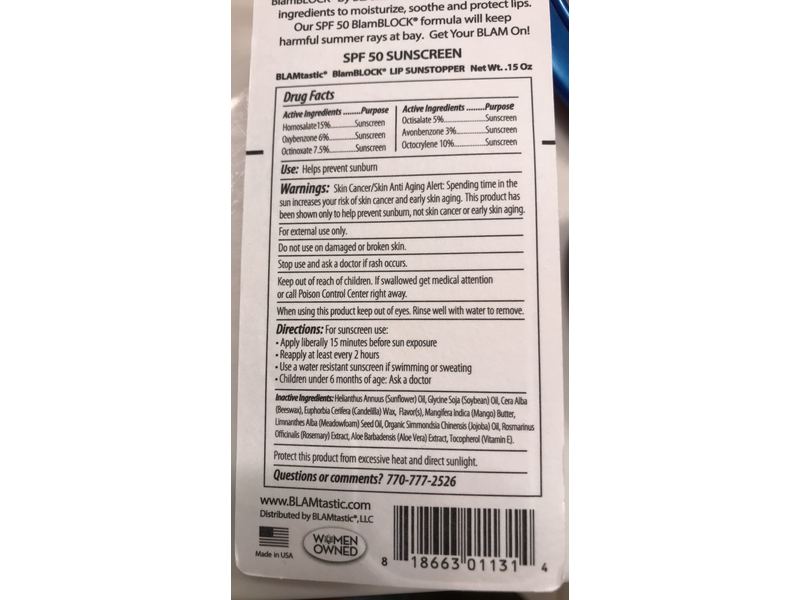 BlamBLOCK® by
ingredients to moisturize, soothe and protect lips.
Our SPF 50 BlamBLOCK® formula will keep
harmful summer rays at bay. Get Your BLAM On!
SPF 50 SUNSCREEN
BLAMtastic® BlamBLOCK® LIP SUNSTOPPER Net Wt. .15 Oz
Drug Facts
Active Ingredients ........Purpose
Homosalate15%............Sunscreen
Oxybenzone 6%............Sunscreen
Octinoxate 7.5%............Sunscreen
Active Ingredients ........Purpose
Octisalate 5%..................Sunscreen
Avonbenzone 3%............Sunscreen
Octocrylene 10%.............Sunscreen
Use: Helps prevent sunburn
Warnings: Skin Cancer/Skin Anti Aging Alert: Spending time in the
sun increases your risk of skin cancer and early skin aging. This product has
been shown only to help prevent sunburn, not skin cancer or early skin aging.
For external use only.
Do not use on damaged or broken skin.
Stop use and ask a doctor if rash occurs.
Keep out of reach of children. If swallowed get medical attention
or call Poison Control Center right away.
When using this product keep out of eyes. Rinse well with water to remove.
Directions: For sunscreen use:
• Apply liberally 15 minutes before sun exposure
• Reapply at least every 2 hours
• Use a water resistant sunscreen if swimming or sweating
• Children under 6 months of age: Ask a doctor
Inactive Ingredients: Helianthus Annuus (Sunflower) Oil, Glycine Soja (Soybean) Oil, Cera Alba
(Beeswax), Euphorbia Cerifera (Candelilla) Wax, Flavor(s), Mangifera Indica (Mango) Butter,
Limnanthes Alba (Meadowfoam) Seed Oil, Organic Simmondsia Chinensis (Jojoba) Oil, Rosmarinus
Officinalis (Rosemary) Extract, Aloe Barbadensis (Aloe Vera) Extract, Tocopherol (Vitamin E).
Protect this product from excessive heat and direct sunlight.
Questions or comments? 770-777-2526
www.BLAMtastic.com
Distributed by BLAMtastic®, LLC
Made in USA
WOMEN
OWNED
8 18663 01131 4